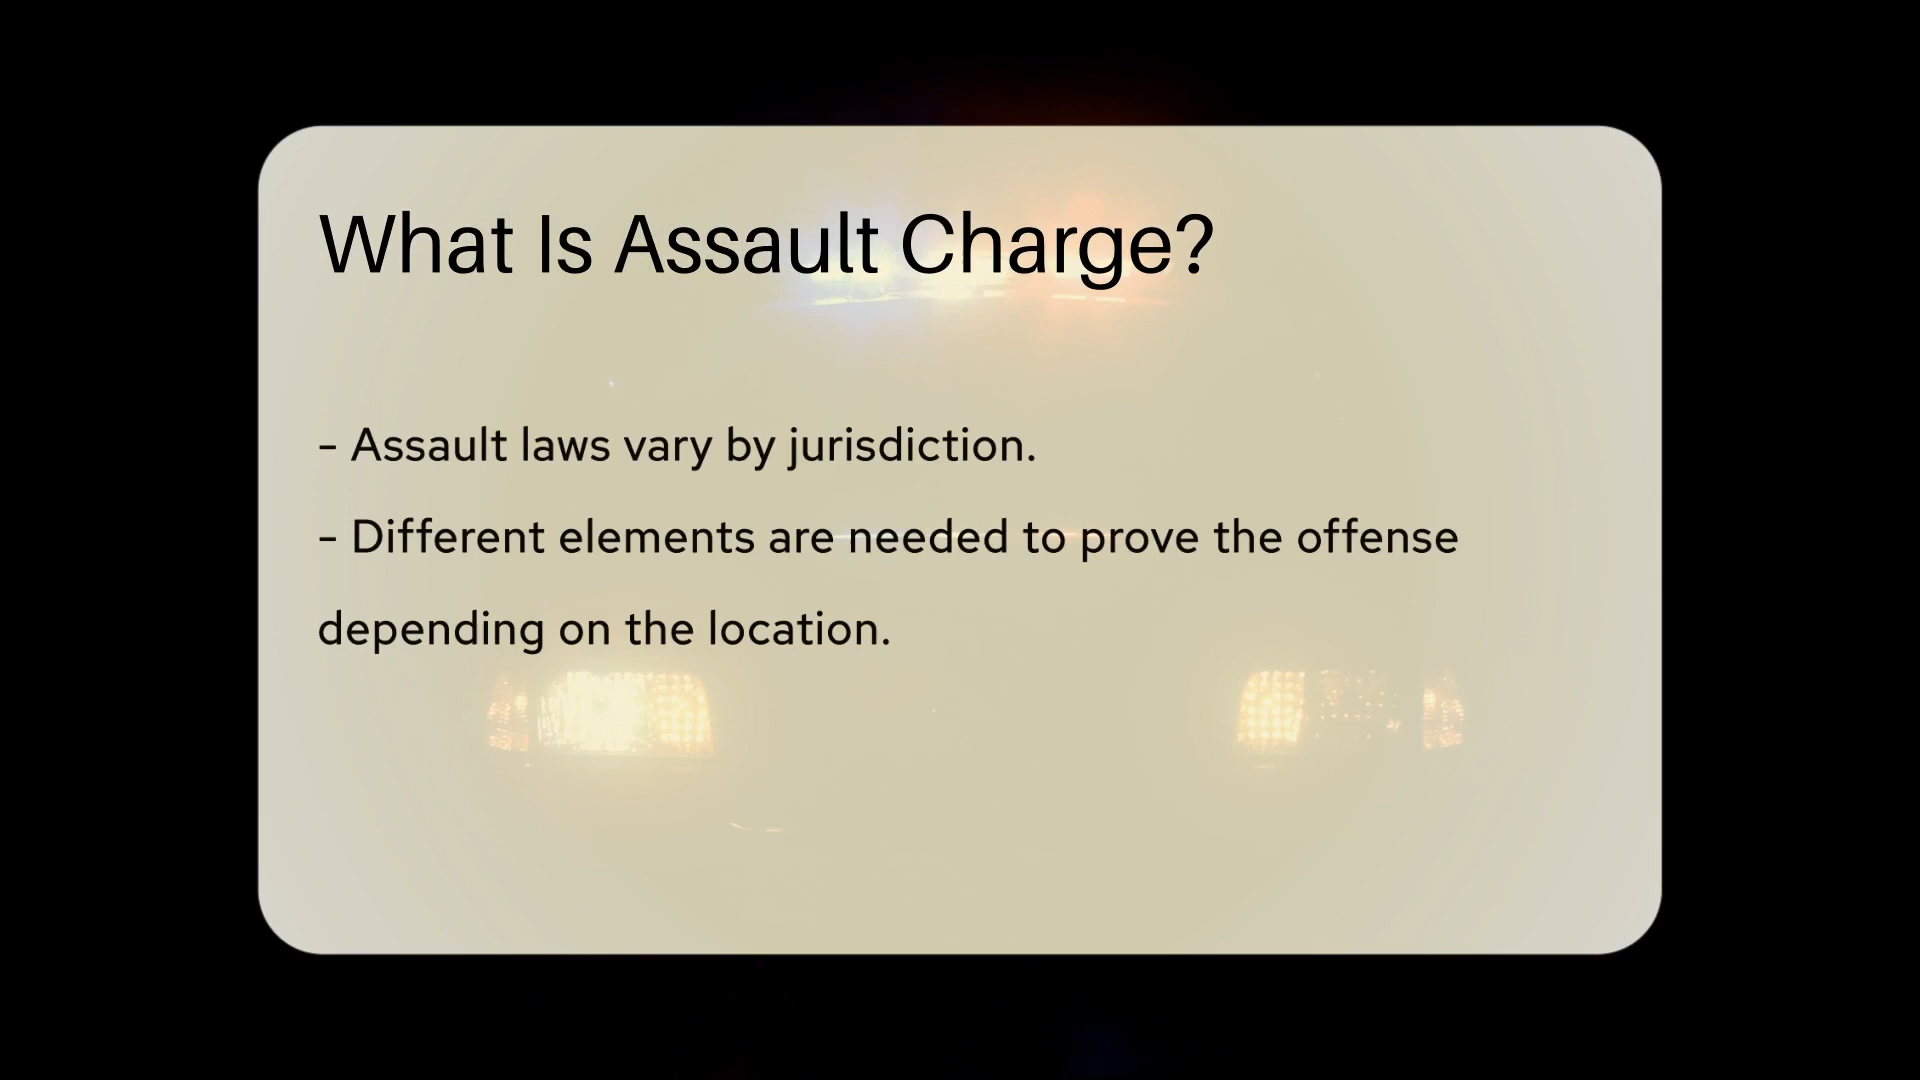 What Is Assault Charge?
- Assault laws vary by jurisdiction.
- Different elements are needed to prove the offense
depending on the location.